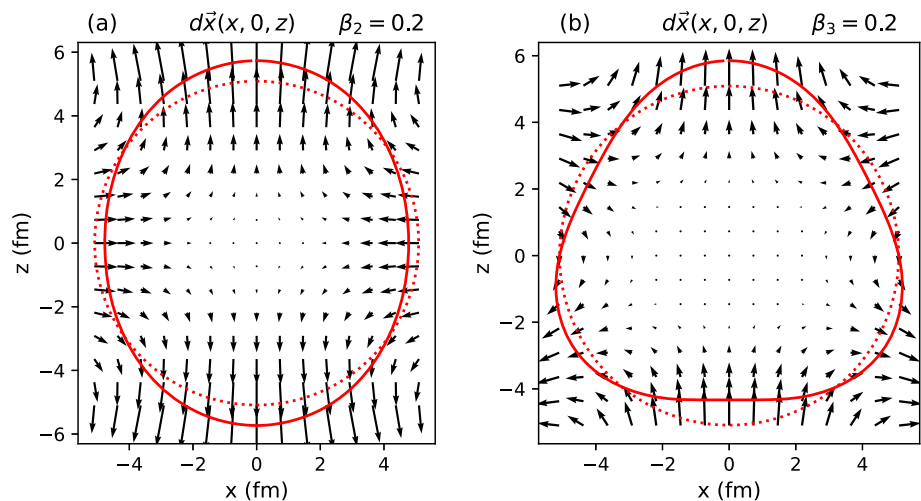 (a) dx⃗(x, 0, z) β₂ = 0.2
6
4
2
0
−2
−4
−6
z (fm)
−4 −2 0 2 4
x (fm)
(b) dx⃗(x, 0, z) β₃ = 0.2
6
4
2
0
−2
−4
z (fm)
−4 −2 0 2 4
x (fm)